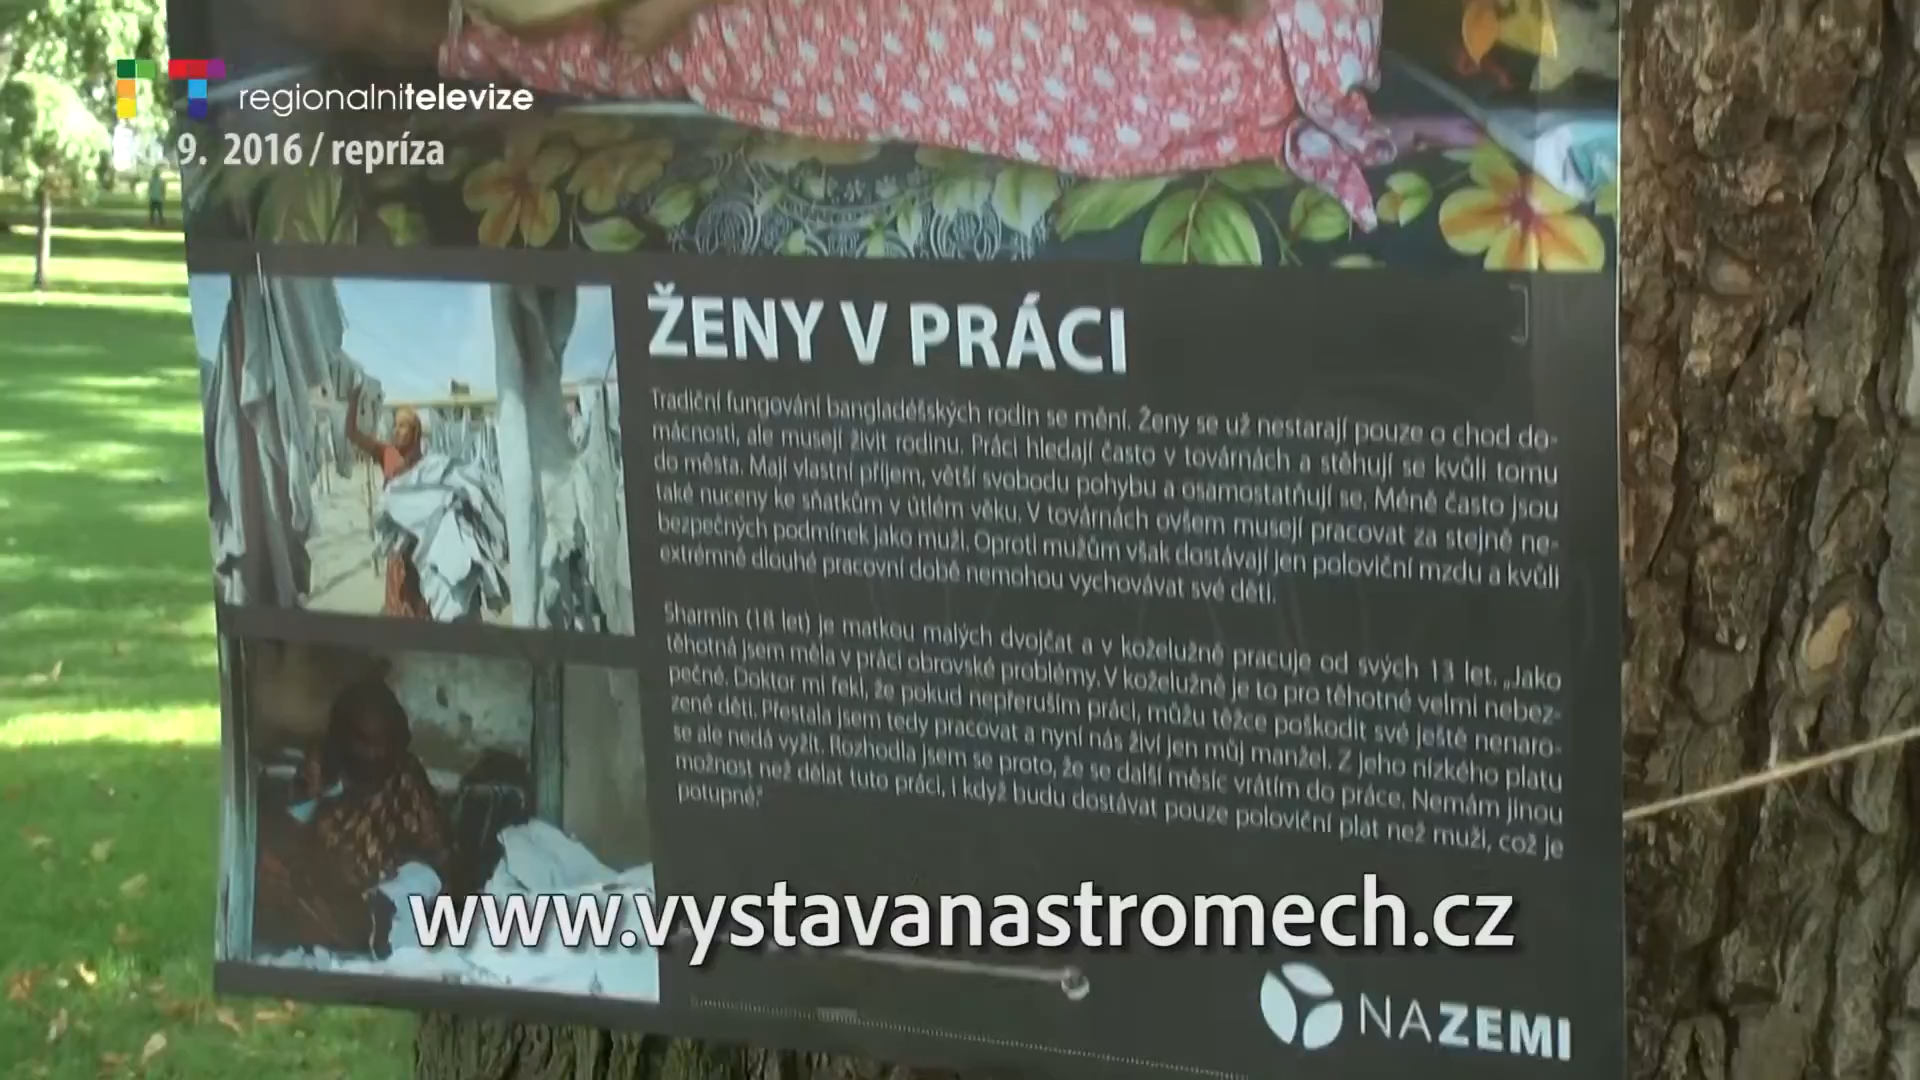 regionalnitelevize
9. 2016 / repríza
ŽENY V PRÁCI
Tradiční fungování bangladéšských rodin se mění. Ženy se už nestarají pouze o chod do-
mácnosti, ale musejí živit rodinu. Práci hledají často v továrnách a stěhují se kvůli tomu
do města. Mají vlastní příjem, větší svobodu pohybu a osamostatňují se. Méně často jsou
také nuceny ke sňatkům v útlém věku. V továrnách ovšem musejí pracovat za stejně ne-
bezpečných podmínek jako muži. Oproti mužům však dostávají jen poloviční mzdu a kvůli
extrémně dlouhé pracovní době nemohou vychovávat své děti.
Sharmin (18 let) je matkou malých dvojčat a v koželužně pracuje od svých 13 let. „Jako
těhotná jsem měla v práci obrovské problémy. V koželužně je to pro těhotné velmi nebez-
pečné. Doktor mi řekl, že pokud nepřeruším práci, můžu těžce poškodit své ještě nenaro-
zené děti. Přestala jsem tedy pracovat a nyní nás živí jen můj manžel. Z jeho nízkého platu
se ale nedá vyžít. Rozhodla jsem se proto, že se další měsíc vrátím do práce. Nemám jinou
možnost než dělat tuto práci, i když budu dostávat pouze poloviční plat než muži, což je
potupné.“
www.vystavanastromech.cz
NAZEMI